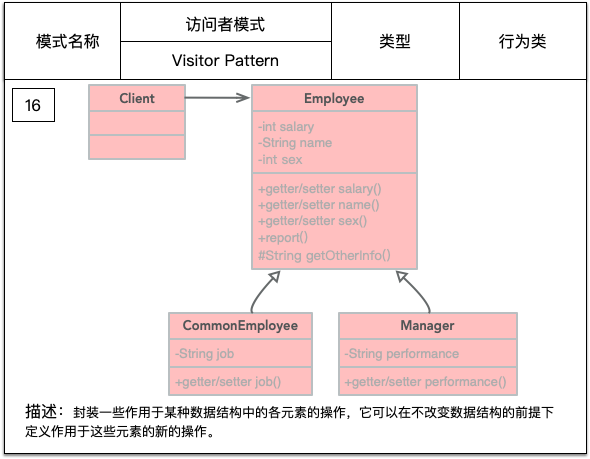 模式名称
访问者模式
Visitor Pattern
类型
行为类
16
Client
Employee
-int salary
-String name
-int sex
+getter/setter salary()
+getter/setter name()
+getter/setter sex()
+report()
#String getOtherInfo()
CommonEmployee
-String job
+getter/setter job()
Manager
-String performance
+getter/setter performance()
描述：封装一些作用于某种数据结构中的各元素的操作，它可以在不改变数据结构的前提下
定义作用于这些元素的新的操作。